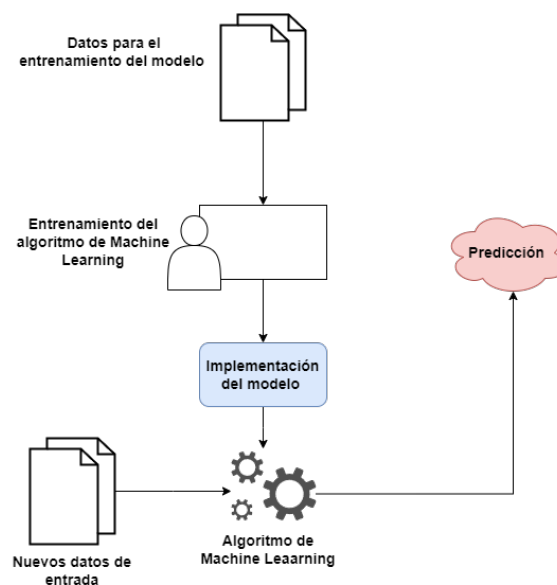 Datos para el
entrenamiento del modelo
Entrenamiento del
algoritmo de Machine
Learning
Predicción
Implementación
del modelo
Nuevos datos de
entrada
Algoritmo de
Machine Leaarning